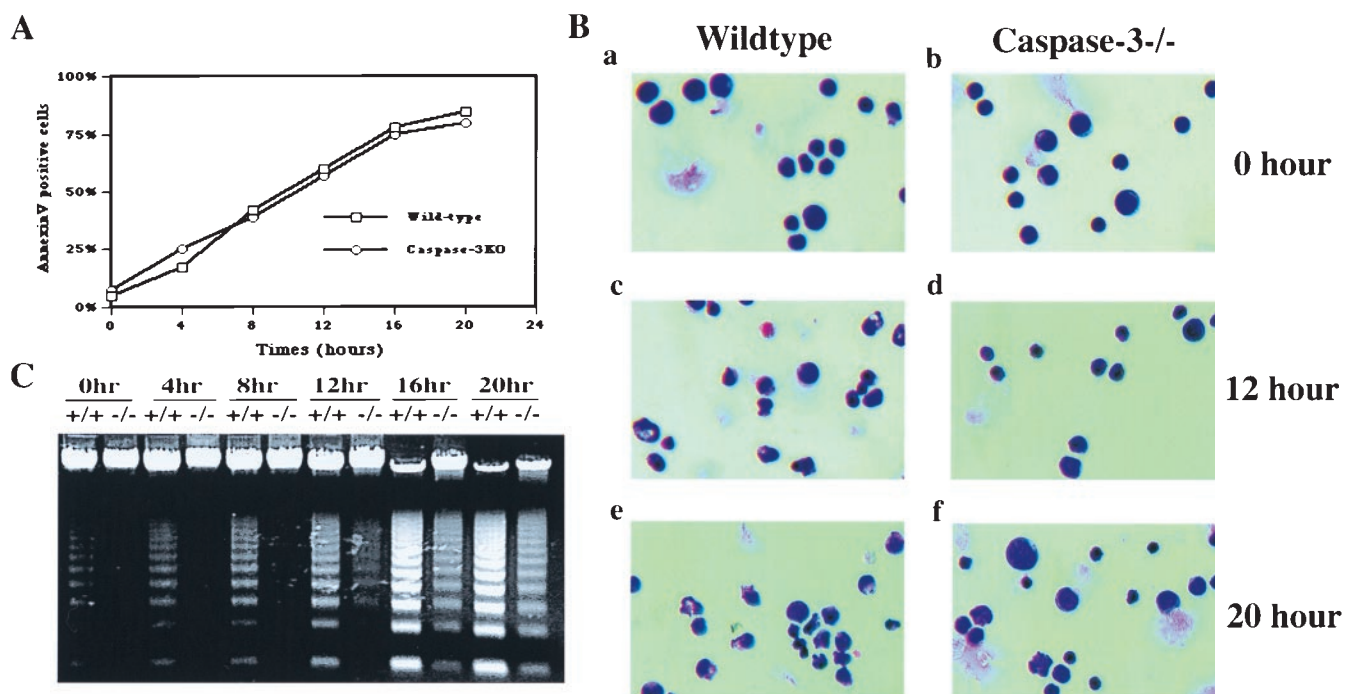 A
100%
75%
50%
25%
0%
AnnexinV positive cells
0 4 8 12 16 20 24
Times (hours)
Wild-type
Caspase-3KO
B
Wildtype Caspase-3-/-
a b
0 hour
c d
12 hour
e f
20 hour
C
0hr 4hr 8hr 12hr 16hr 20hr
+/+ -/- +/+ -/- +/+ -/- +/+ -/- +/+ -/- +/+ -/-